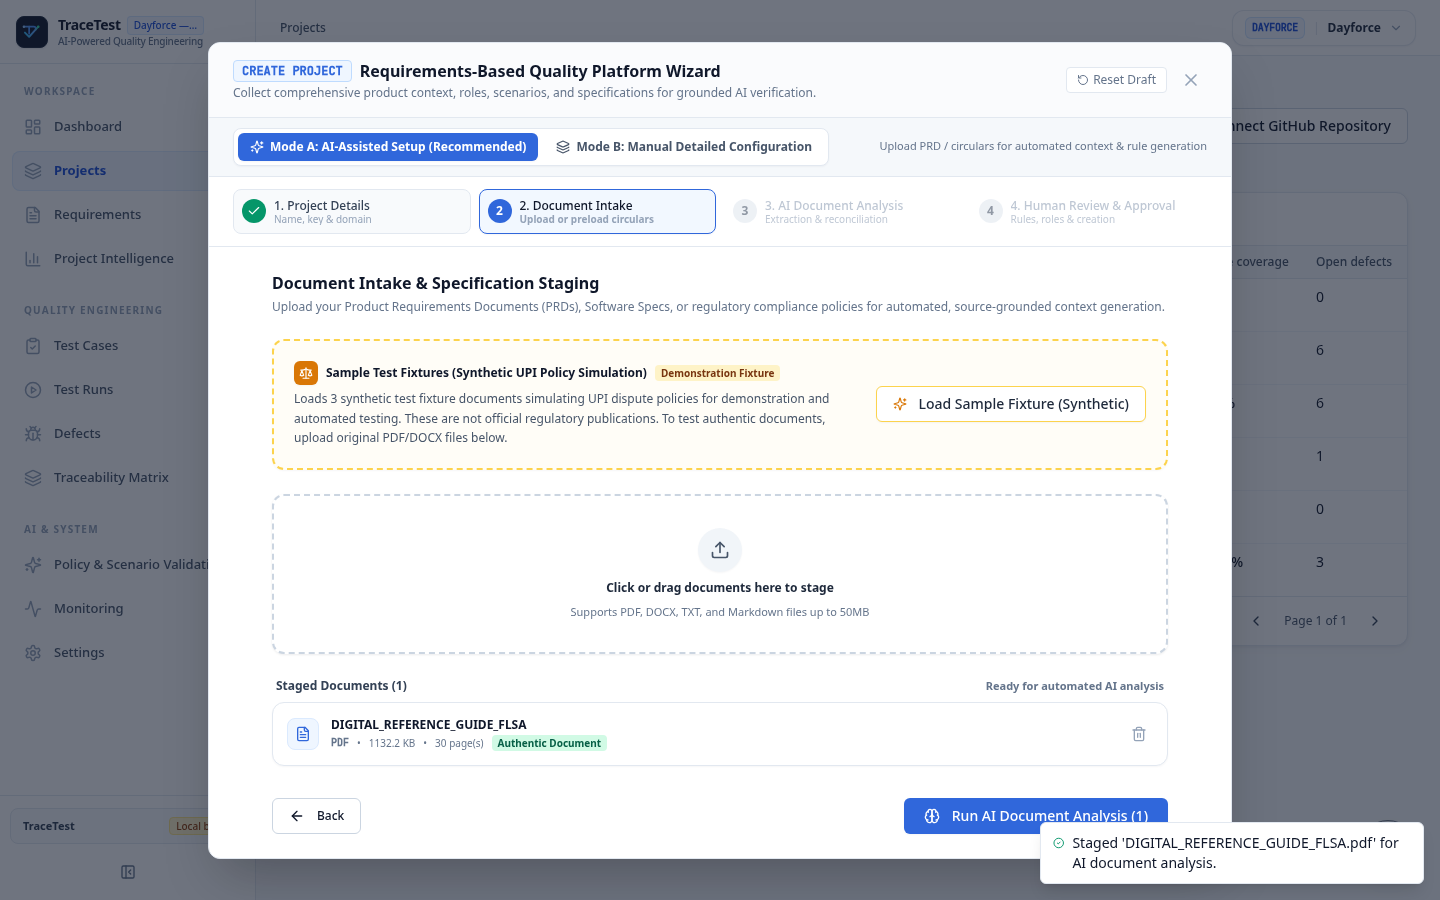 TraceTest
Dayforce —...
AI-Powered Quality Engineering
Projects
DAYFORCE
Dayforce
CREATE PROJECT
Requirements-Based Quality Platform Wizard
Collect comprehensive product context, roles, scenarios, and specifications for grounded AI verification.
Reset Draft
WORKSPACE
Dashboard
Projects
Requirements
Project Intelligence
QUALITY ENGINEERING
Test Cases
Test Runs
Defects
Traceability Matrix
AI & SYSTEM
Policy & Scenario Validati
Monitoring
Settings
TraceTest
Local b
Mode A: AI-Assisted Setup (Recommended)
Mode B: Manual Detailed Configuration
Upload PRD / circulars for automated context & rule generation
1. Project Details
Name, key & domain
2
2. Document Intake
Upload or preload circulars
3
3. AI Document Analysis
Extraction & reconciliation
4
4. Human Review & Approval
Rules, roles & creation
Document Intake & Specification Staging
Upload your Product Requirements Documents (PRDs), Software Specs, or regulatory compliance policies for automated, source-grounded context generation.
Sample Test Fixtures (Synthetic UPI Policy Simulation)
Demonstration Fixture
Loads 3 synthetic test fixture documents simulating UPI dispute policies for demonstration and
automated testing. These are not official regulatory publications. To test authentic documents,
upload original PDF/DOCX files below.
Load Sample Fixture (Synthetic)
Click or drag documents here to stage
Supports PDF, DOCX, TXT, and Markdown files up to 50MB
Staged Documents (1)
Ready for automated AI analysis
DIGITAL_REFERENCE_GUIDE_FLSA
PDF • 1132.2 KB • 30 page(s)
Authentic Document
Back
Run AI Document Analysis (1)
nnect GitHub Repository
coverage
Open defects
0
6
6
1
0
%
3
Page 1 of 1
Staged 'DIGITAL_REFERENCE_GUIDE_FLSA.pdf' for
AI document analysis.